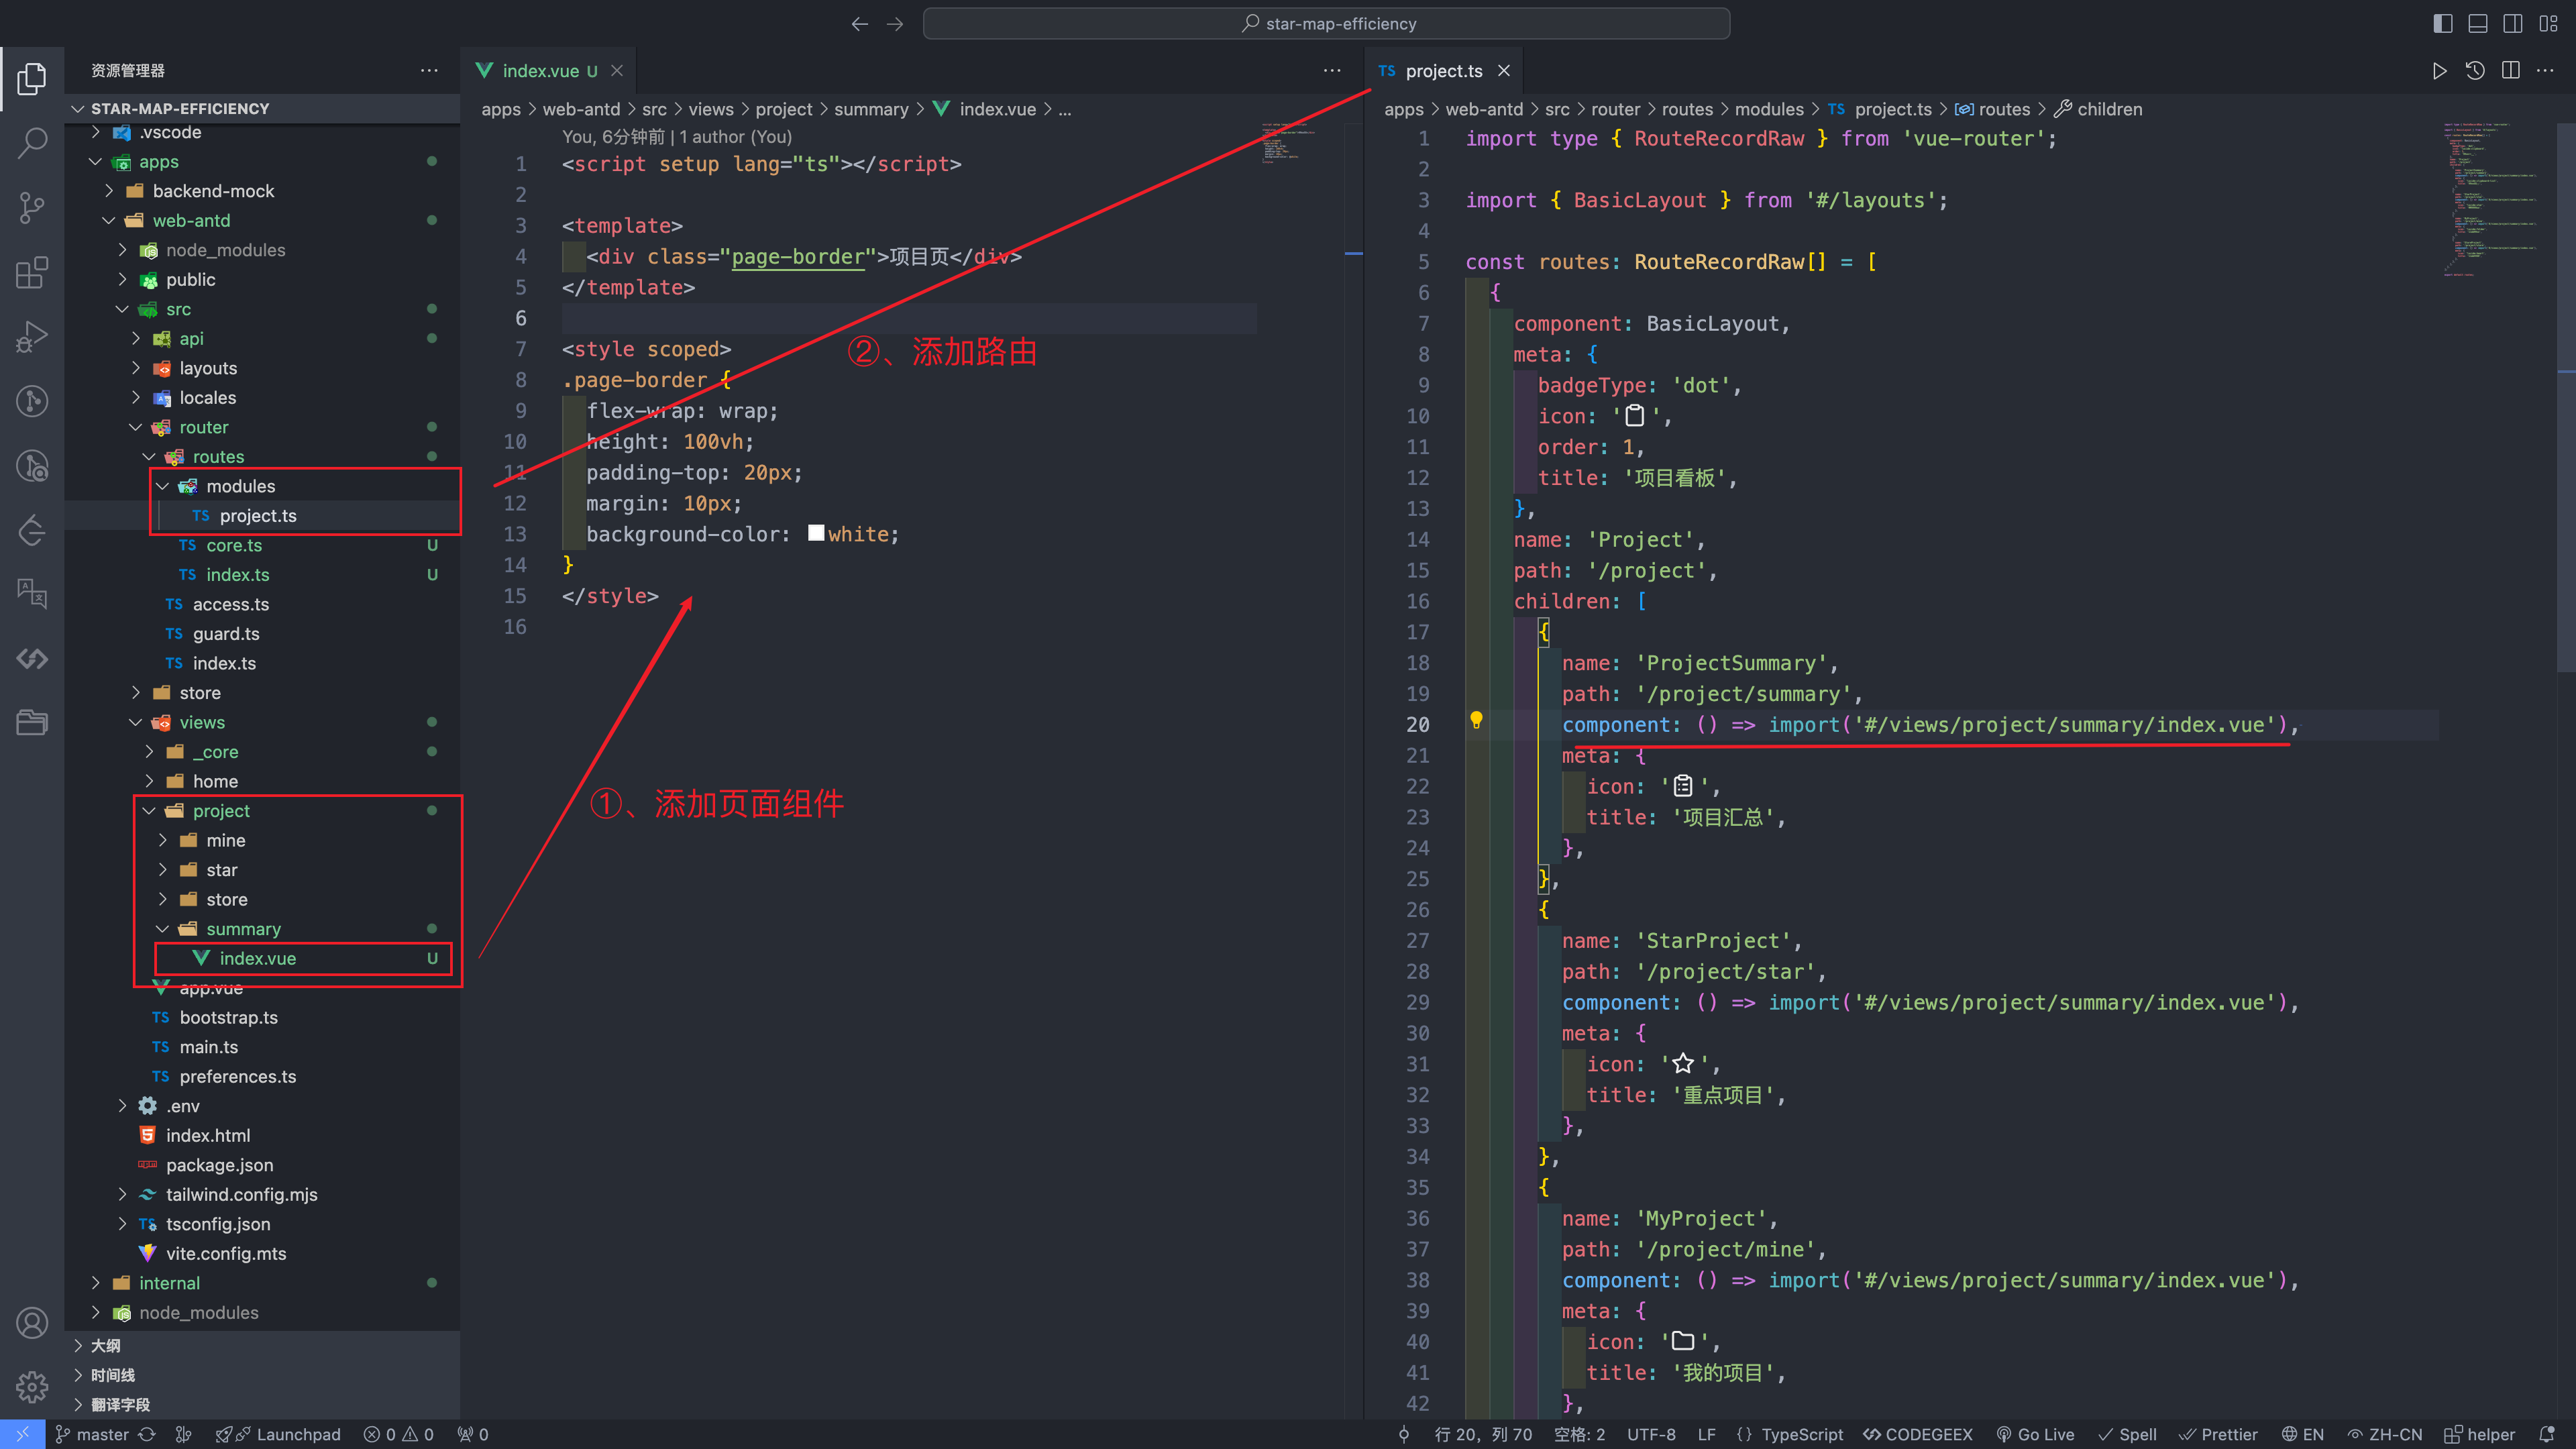 star-map-efficiency
资源管理器
STAR-MAP-EFFICIENCY
.vscode
apps
backend-mock
web-antd
node_modules
public
src
api
layouts
locales
router
routes
modules
TS project.ts
TS core.ts U
TS index.ts U
TS access.ts
TS guard.ts
TS index.ts
store
views
_core
home
project
mine
star
store
summary
index.vue U
app.vue
TS bootstrap.ts
TS main.ts
TS preferences.ts
.env
index.html
package.json
tailwind.config.mjs
tsconfig.json
vite.config.mts
internal
node_modules
大纲
时间线
翻译字段
index.vue U
apps > web-antd > src > views > project > summary > index.vue > ...
You, 6分钟前 | 1 author (You)
1 <script setup lang="ts"></script>
2
3 <template>
4 <div class="page-border">项目页</div>
5 </template>
6
7 <style scoped>
8 .page-border {
9 flex-wrap: wrap;
10 height: 100vh;
11 padding-top: 20px;
12 margin: 10px;
13 background-color: white;
14 }
15 </style>
16
②、添加路由
①、添加页面组件
TS project.ts
apps > web-antd > src > router > routes > modules > TS project.ts > routes > children
1 import type { RouteRecordRaw } from 'vue-router';
2
3 import { BasicLayout } from '#/layouts';
4
5 const routes: RouteRecordRaw[] = [
6 {
7 component: BasicLayout,
8 meta: {
9 badgeType: 'dot',
10 icon: '',
11 order: 1,
12 title: '项目看板',
13 },
14 name: 'Project',
15 path: '/project',
16 children: [
17 {
18 name: 'ProjectSummary',
19 path: '/project/summary',
20 component: () => import('#/views/project/summary/index.vue'),
21 meta: {
22 icon: '',
23 title: '项目汇总',
24 },
25 },
26 {
27 name: 'StarProject',
28 path: '/project/star',
29 component: () => import('#/views/project/summary/index.vue'),
30 meta: {
31 icon: '',
32 title: '重点项目',
33 },
34 },
35 {
36 name: 'MyProject',
37 path: '/project/mine',
38 component: () => import('#/views/project/summary/index.vue'),
39 meta: {
40 icon: '',
41 title: '我的项目',
42 },
master Launchpad 0 0 0 行 20，列 70 空格: 2 UTF-8 LF {} TypeScript CODEGEEX Go Live Spell Prettier EN ZH-CN helper